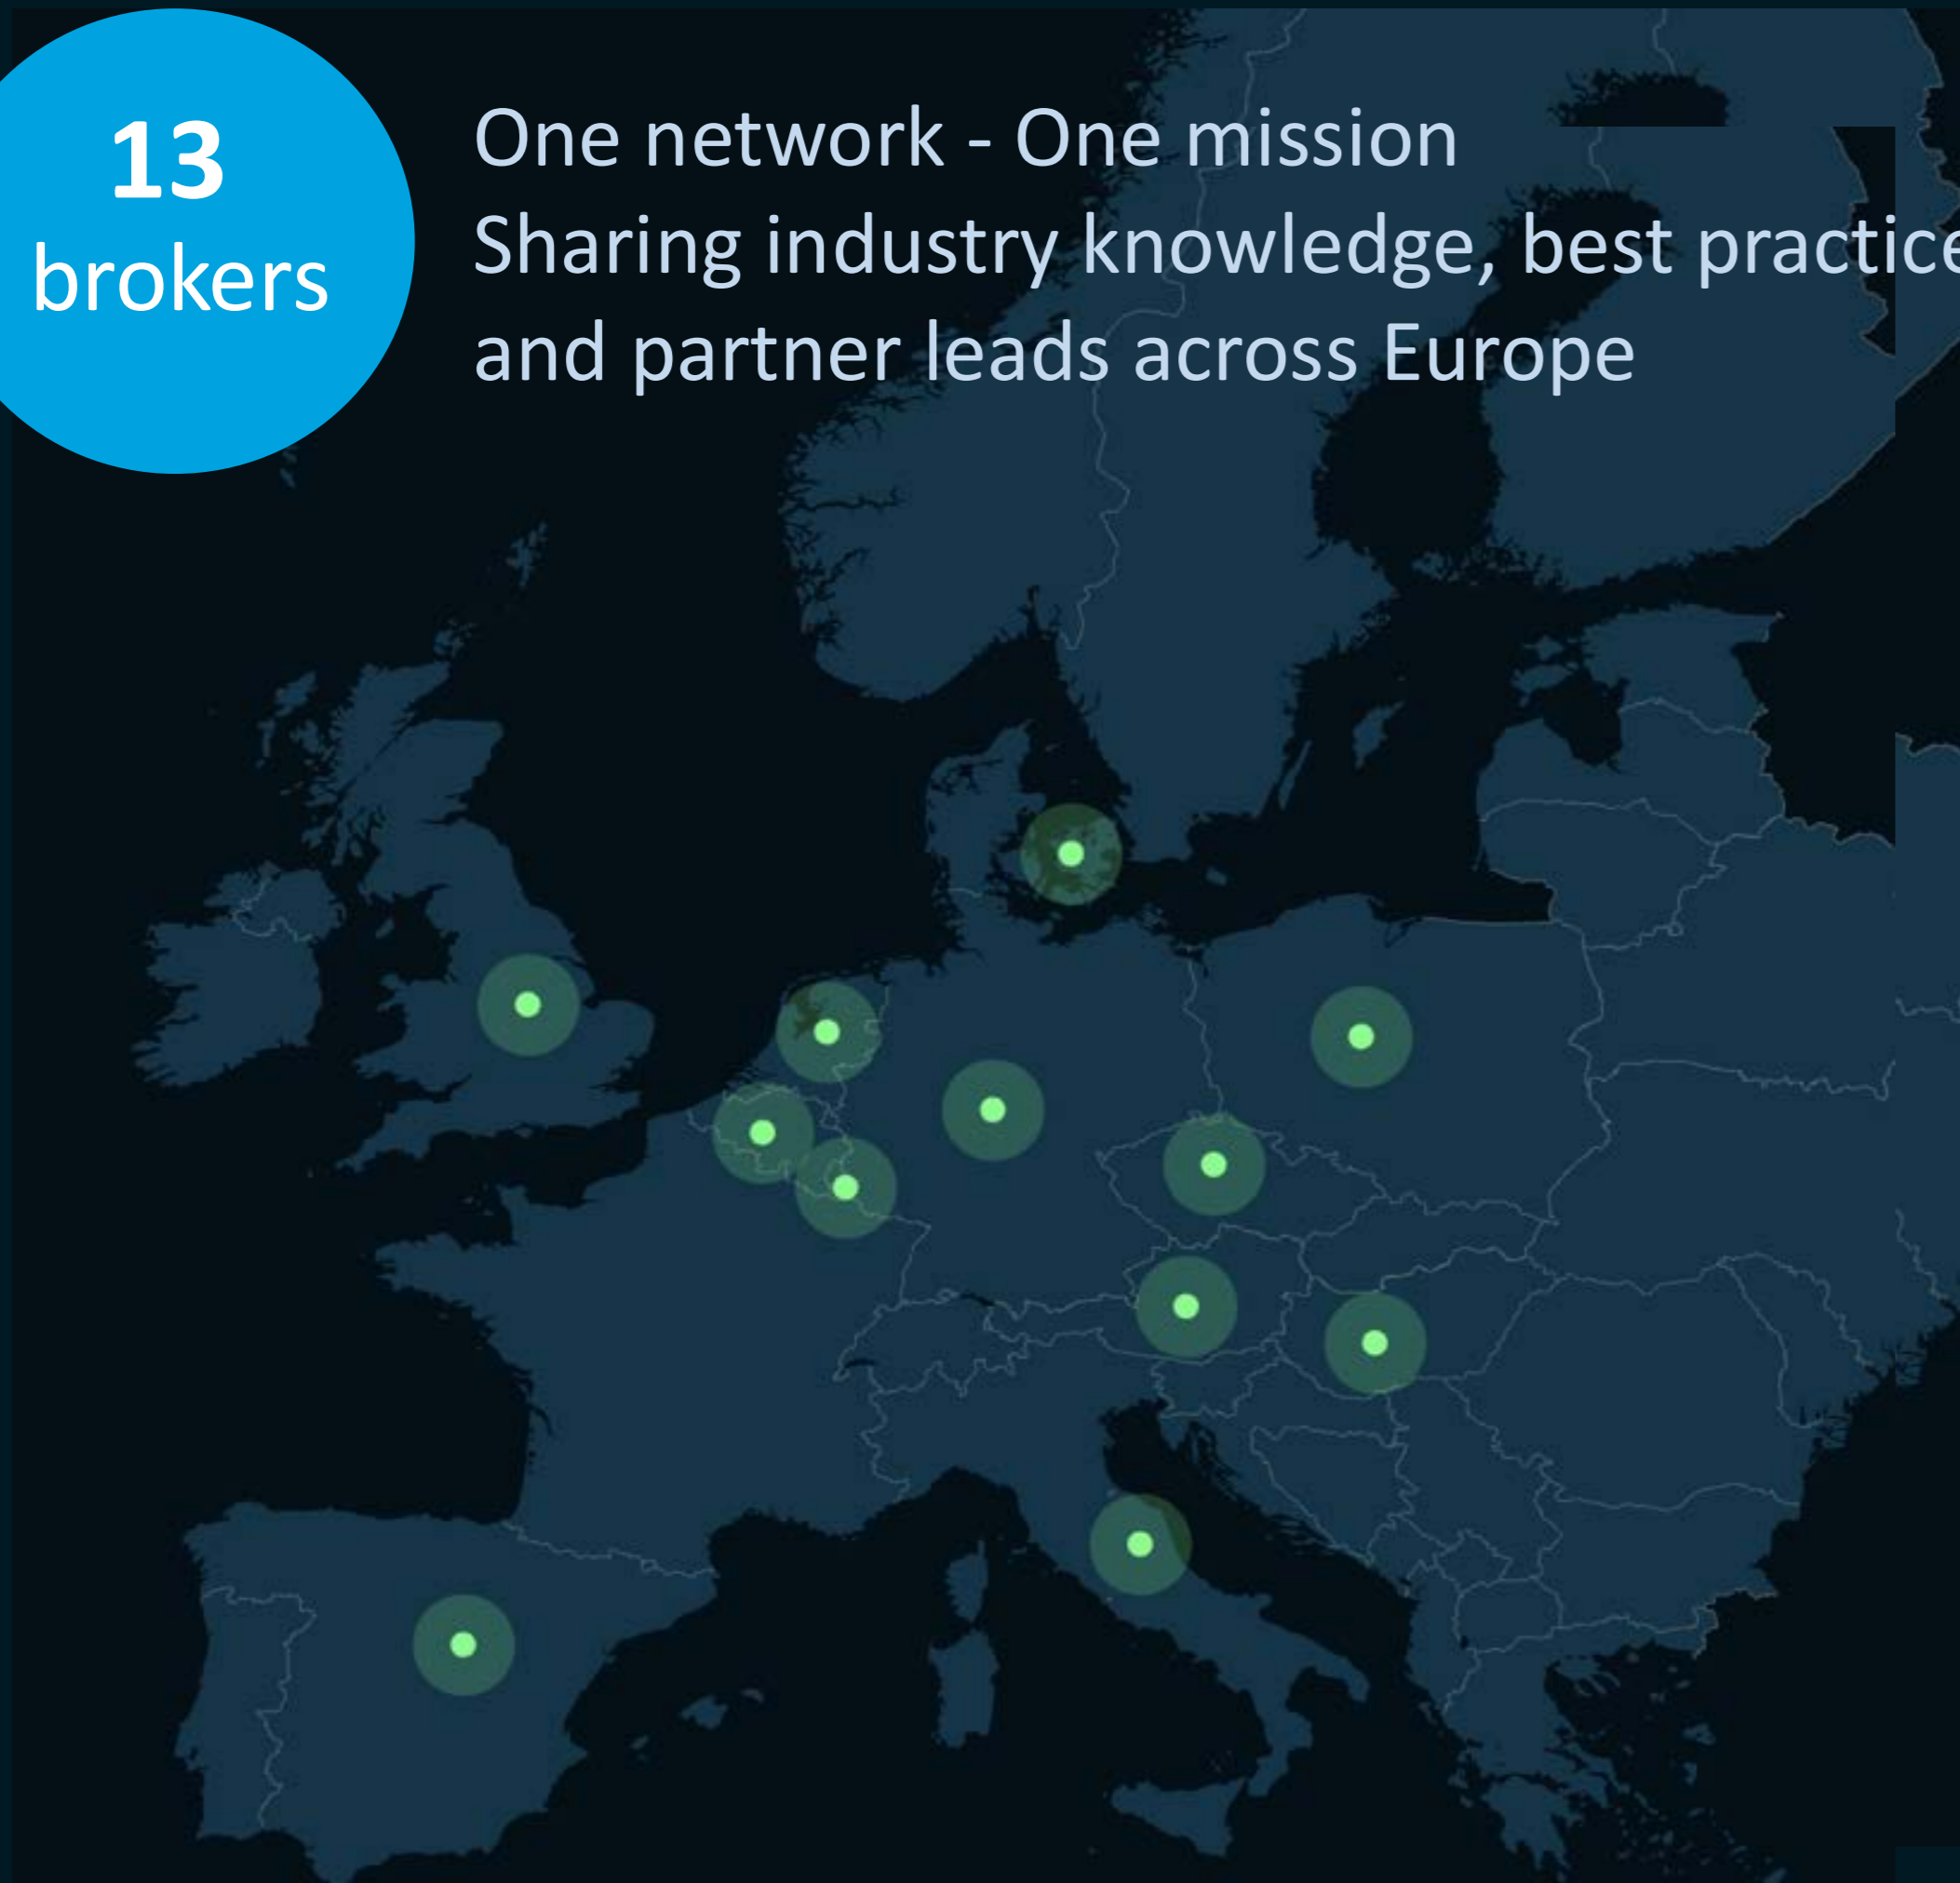 13
brokers
One network - One mission
Sharing industry knowledge, best practice
and partner leads across Europe